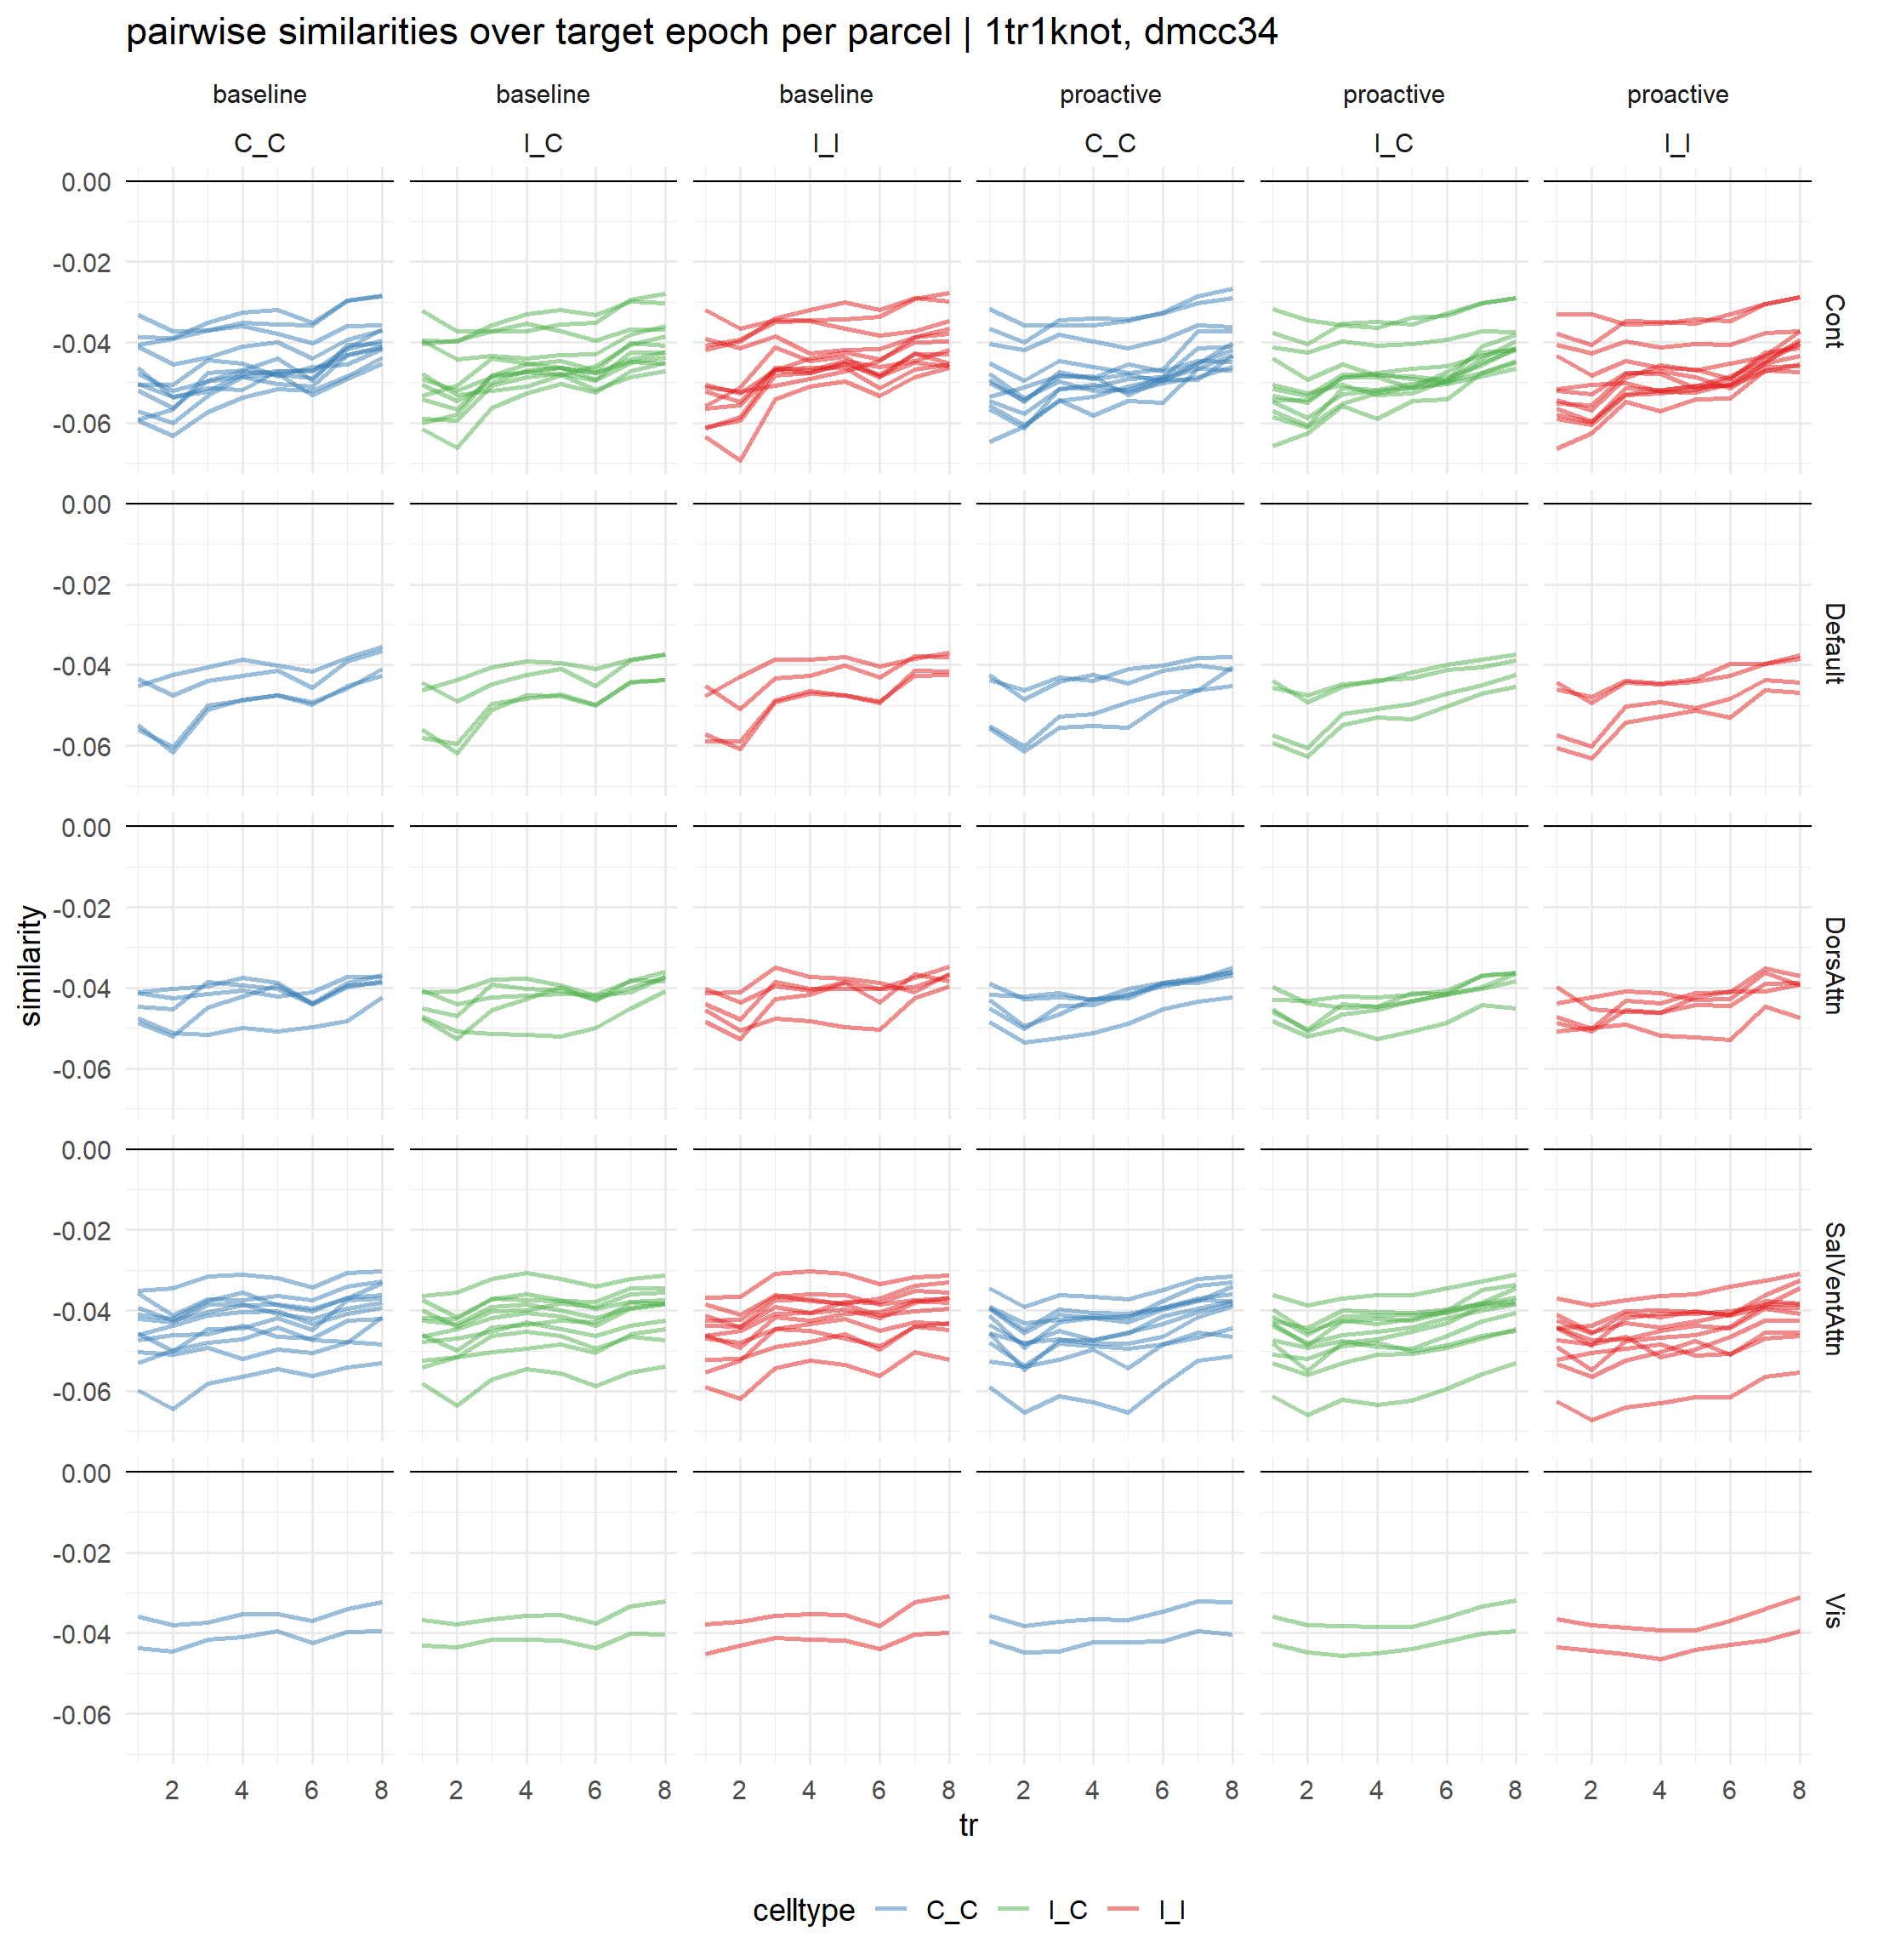 pairwise similarities over target epoch per parcel | 1tr1knot, dmcc34
baseline baseline baseline proactive proactive proactive
C_C I_C I_I C_C I_C I_I
0.00
-0.02
-0.04
-0.06
Cont
0.00
-0.02
-0.04
-0.06
Default
0.00
-0.02
-0.04
-0.06
DorsAttn
similarity
0.00
-0.02
-0.04
-0.06
SalVentAttn
0.00
-0.02
-0.04
-0.06
Vis
2 4 6 8 2 4 6 8 2 4 6 8 2 4 6 8 2 4 6 8 2 4 6 8
tr
celltype C_C I_C I_I